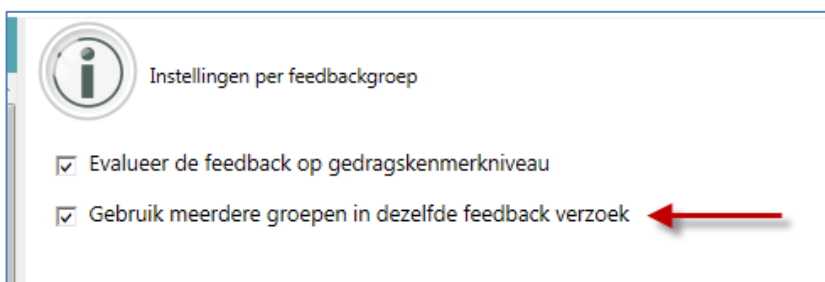 Instellingen per feedbackgroep
Evalueer de feedback op gedragskenmerkniveau
Gebruik meerdere groepen in dezelfde feedback verzoek